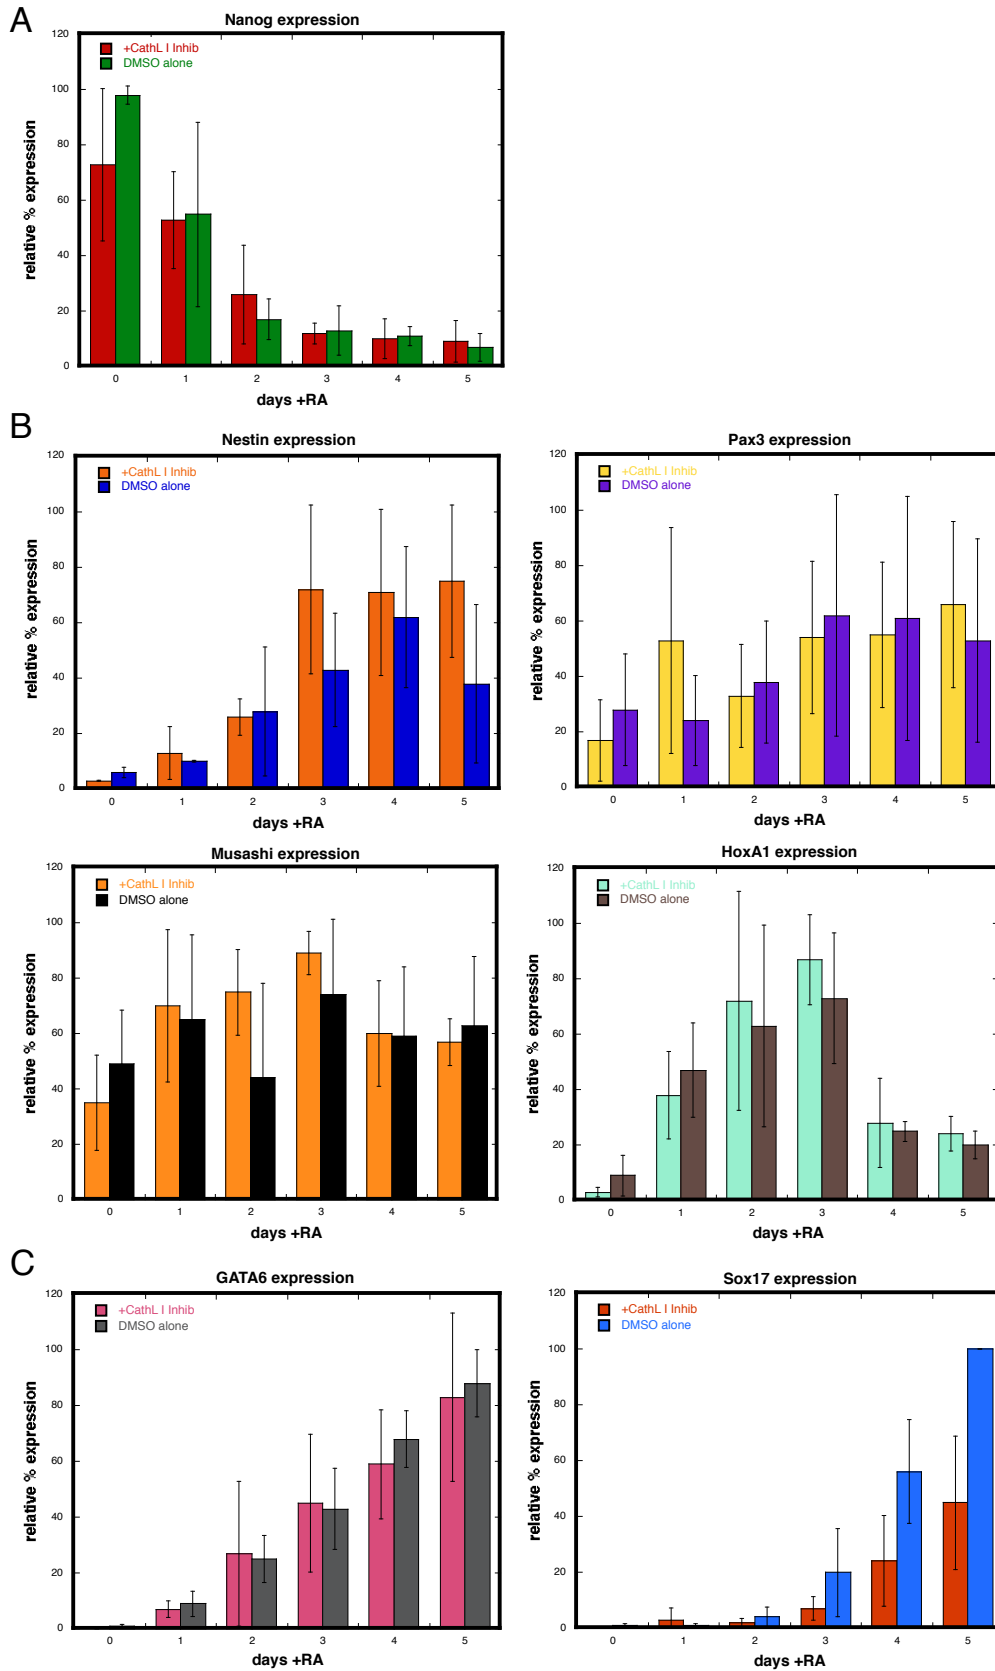 A
Nanog expression
120
100
80
60
40
20
0
relative % expression
+CathL I Inhib
DMSO alone
0 1 2 3 4 5
days +RA
B
Nestin expression
120
100
80
60
40
20
0
relative % expression
+CathL I Inhib
DMSO alone
0 1 2 3 4 5
days +RA
Pax3 expression
120
100
80
60
40
20
0
relative % expression
+CathL I Inhib
DMSO alone
0 1 2 3 4 5
days +RA
Musashi expression
120
100
80
60
40
20
0
relative % expression
+CathL I Inhib
DMSO alone
0 1 2 3 4 5
days +RA
HoxA1 expression
120
100
80
60
40
20
0
relative % expression
+CathL I Inhib
DMSO alone
0 1 2 3 4 5
days +RA
C
GATA6 expression
120
100
80
60
40
20
0
relative % expression
+CathL I Inhib
DMSO alone
0 1 2 3 4 5
days +RA
Sox17 expression
120
100
80
60
40
20
0
relative % expression
+CathL I Inhib
DMSO alone
0 1 2 3 4 5
days +RA